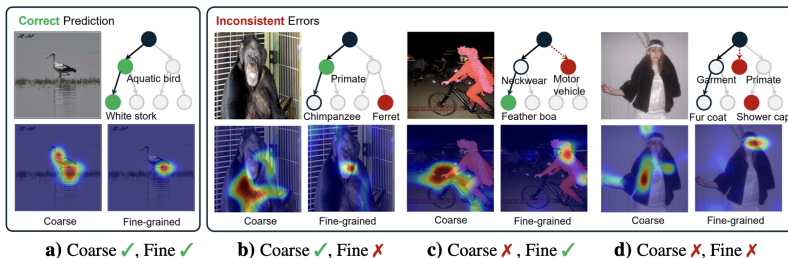 Correct Prediction
Aquatic bird
White stork
Coarse
Fine-grained
Inconsistent Errors
Primate
Chimpanzee
Ferret
Coarse
Fine-grained
Neckwear
Motor
vehicle
Feather boa
Coarse
Fine-grained
Garment
Primate
Fur coat
Shower cap
Coarse
Fine-grained
a) Coarse ✓, Fine ✓
b) Coarse ✓, Fine ✗
c) Coarse ✗, Fine ✓
d) Coarse ✗, Fine ✗